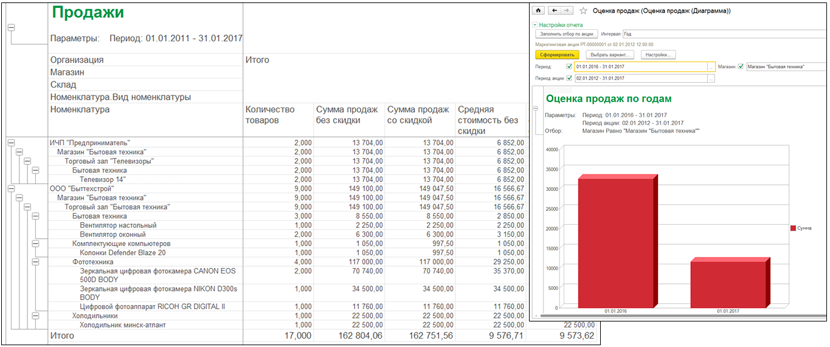 Продажи
Параметры: Период: 01.01.2011 - 31.01.2017
Организация Итого
Магазин
Склад
Номенклатура.Вид номенклатуры
Номенклатура Количество товаров Сумма продаж без скидки Сумма продаж со скидкой Средняя стоимость без скидки
ИЧП "Предприниматель" 2,000 13 704,00 13 704,00 6 852,00
Магазин "Бытовая техника" 2,000 13 704,00 13 704,00 6 852,00
Торговый зал "Телевизоры" 2,000 13 704,00 13 704,00 6 852,00
Бытовая техника 2,000 13 704,00 13 704,00 6 852,00
Телевизор 14" 2,000 13 704,00 13 704,00 6 852,00
ООО "Быттехстрой" 9,000 149 100,00 149 047,50 16 566,67
Магазин "Бытовая техника" 9,000 149 100,00 149 047,50 16 566,67
Торговый зал "Бытовая техника" 9,000 149 100,00 149 047,50 16 566,67
Бытовая техника 3,000 8 550,00 8 550,00 2 850,00
Вентилятор настольный 1,000 2 250,00 2 250,00 2 250,00
Вентилятор оконный 2,000 6 300,00 6 300,00 3 150,00
Комплектующие компьютеров 1,000 1 050,00 997,50 1 050,00
Колонки Defender Blaze 20 1,000 1 050,00 997,50 1 050,00
Фототехника 4,000 117 000,00 117 000,00 29 250,00
Зеркальная цифровая фотокамера CANON EOS 500D BODY 2,000 70 740,00 70 740,00 35 370,00
Зеркальная цифровая фотокамера NIKON D300s BODY 1,000 34 500,00 34 500,00 34 500,00
Цифровой фотоаппарат RICOH GR DIGITAL II 1,000 11 760,00 11 760,00 11 760,00
Холодильники 1,000 22 500,00 22 500,00 22 500,00
Холодильник минск-атлант 1,000 22 500,00 22 500,00 22 500,00 22 500,00
Итого 17,000 162 804,06 162 751,56 9 576,71 9 573,62
Оценка продаж (Оценка продаж (Диаграмма))
Настройки отчета
Заполнить отбор по акции Интервал: Год
Маркетинговая акция РТ-00000001 от 02.01.2012 12:00:00
Сформировать Выбрать вариант... Настройки...
Период: 01.01.2016 - 31.01.2017 Магазин: Магазин "Бытовая техника"
Период акции: 02.01.2012 - 31.01.2017
Оценка продаж по годам
Параметры: Период: 01.01.2016 - 31.01.2017
Период акции: 02.01.2012 - 31.01.2017
Отбор: Магазин Равно "Магазин "Бытовая техника""
40000
35000
30000
25000
20000
15000
10000
5000
0
01.01.2016 01.01.2017
Сумма